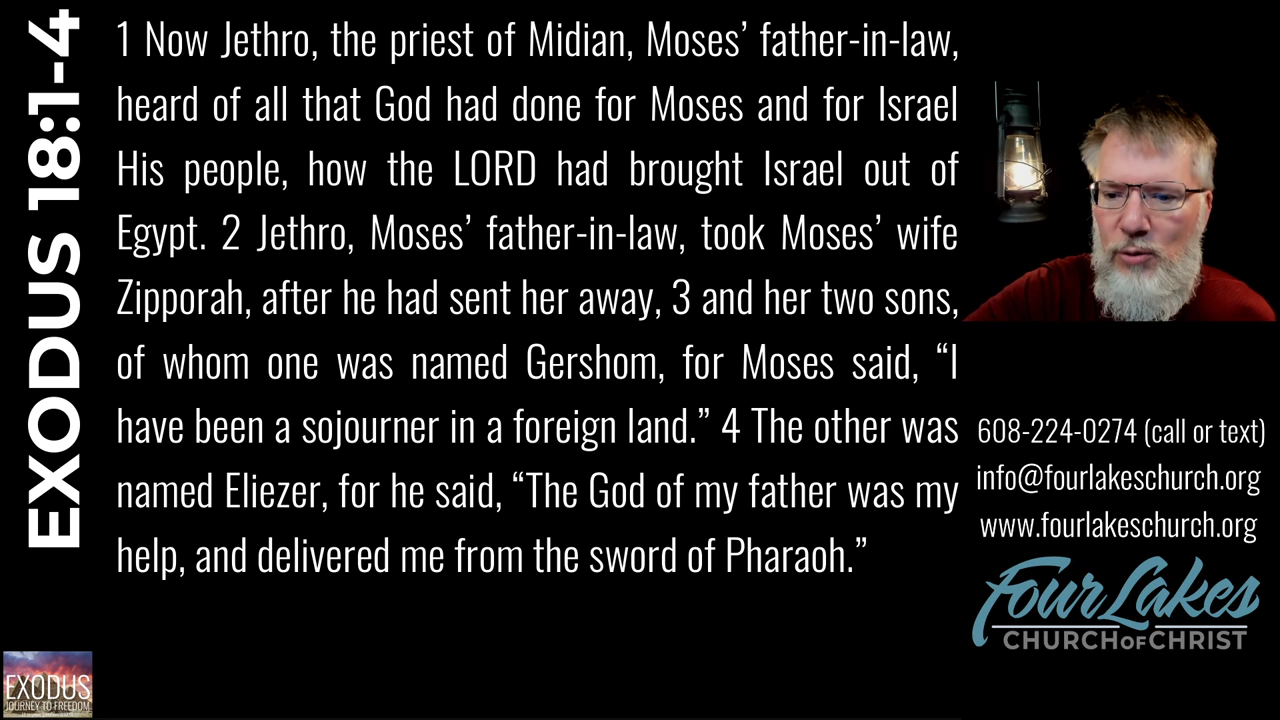 EXODUS 18:1-4
1 Now Jethro, the priest of Midian, Moses’ father-in-law,
heard of all that God had done for Moses and for Israel
His people, how the LORD had brought Israel out of
Egypt. 2 Jethro, Moses’ father-in-law, took Moses’ wife
Zipporah, after he had sent her away, 3 and her two sons,
of whom one was named Gershom, for Moses said, “I
have been a sojourner in a foreign land.” 4 The other was
named Eliezer, for he said, “The God of my father was my
help, and delivered me from the sword of Pharaoh.”
608-224-0274 (call or text)
info@fourlakeschurch.org
www.fourlakeschurch.org
Four Lakes
CHURCH OF CHRIST
EXODUS
JOURNEY TO FREEDOM